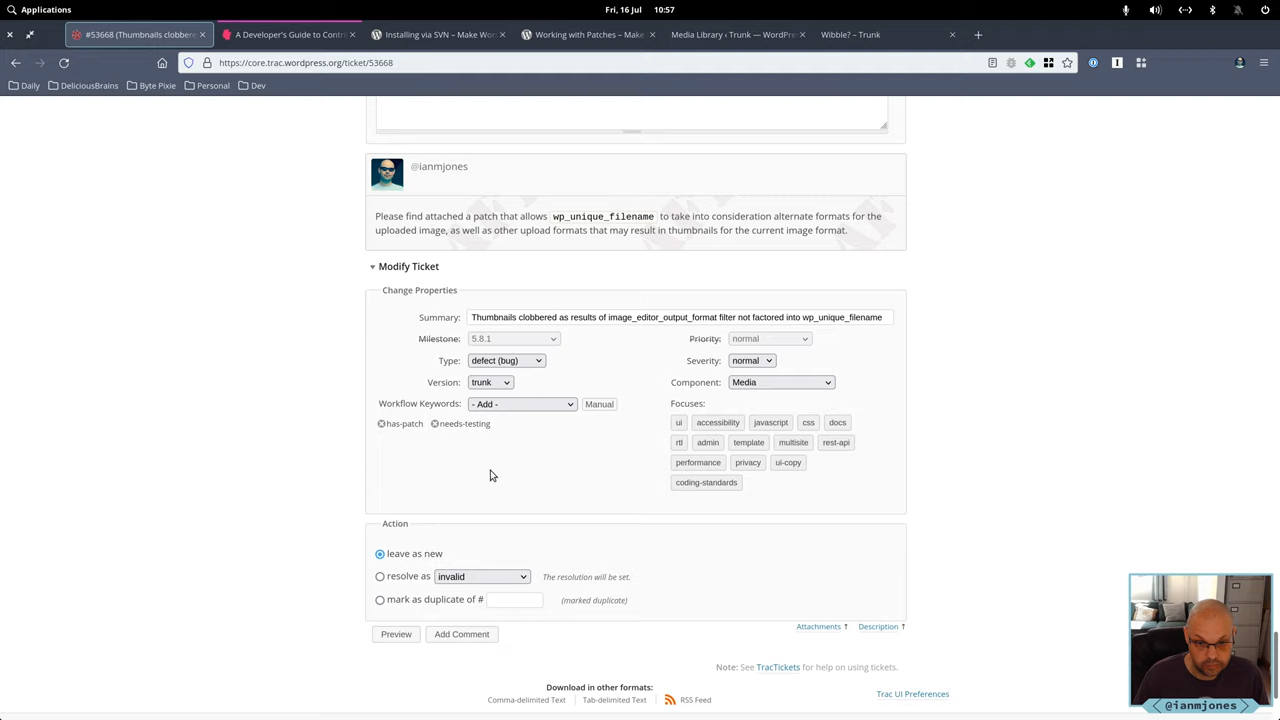 Applications
Fri, 16 Jul 10:57
#53668 (Thumbnails clobbere
A Developer's Guide to Contri
Installing via SVN – Make Wor
Working with Patches – Make
Media Library ‹ Trunk — WordPre
Wibble? – Trunk
https://core.trac.wordpress.org/ticket/53668
Daily
DeliciousBrains
Byte Pixie
Personal
Dev
@ianmjones
Please find attached a patch that allows wp_unique_filename to take into consideration alternate formats for the
uploaded image, as well as other upload formats that may result in thumbnails for the current image format.
Modify Ticket
Change Properties
Summary: Thumbnails clobbered as results of image_editor_output_format filter not factored into wp_unique_filename
Milestone: 5.8.1 Priority: normal
Type: defect (bug) Severity: normal
Version: trunk Component: Media
Workflow Keywords: - Add - Manual Focuses:
has-patch needs-testing ui accessibility javascript css docs
rtl admin template multisite rest-api
performance privacy ui-copy
coding-standards
Action
leave as new
resolve as invalid The resolution will be set.
mark as duplicate of # (marked duplicate)
Attachments ↑ Description ↑
Preview Add Comment
Note: See TracTickets for help on using tickets.
Download in other formats:
Comma-delimited Text Tab-delimited Text RSS Feed
Trac UI Preferences
@ianmjones